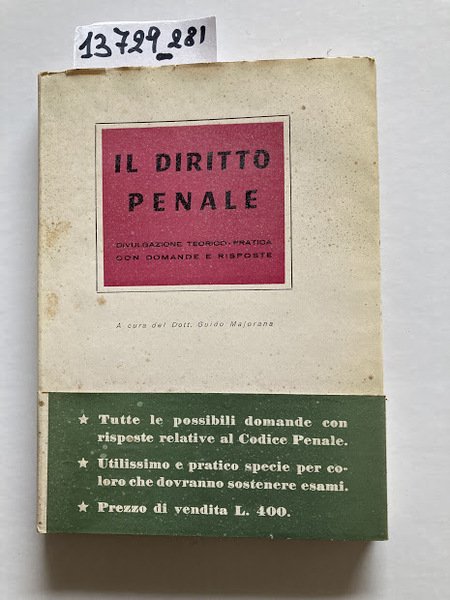 13729_281
IL DIRITTO
PENALE
DIVULGAZIONE TEORICO-PRATICA
CON DOMANDE E RISPOSTE
A cura del Dott. Guido Majorana
★ Tutte le possibili domande con
risposte relative al Codice Penale.
★ Utilissimo e pratico specie per co-
loro che dovranno sostenere esami.
★ Prezzo di vendita L. 400.